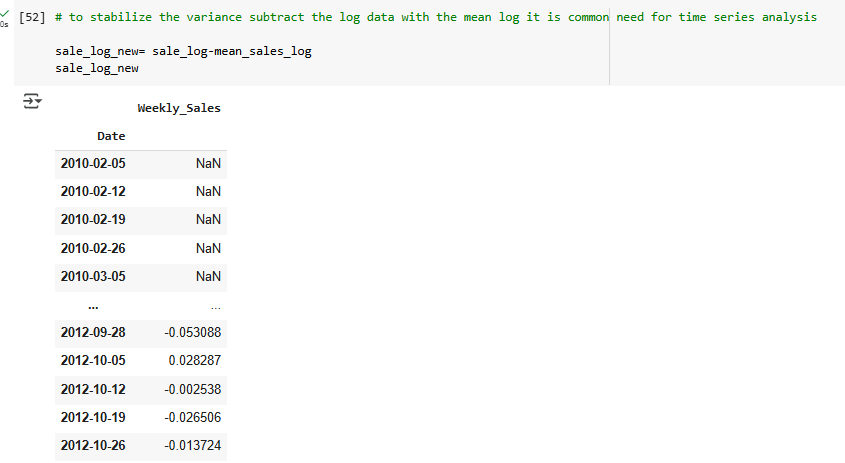 [52] # to stabilize the variance subtract the log data with the mean log it is common need for time series analysis
0s
sale_log_new= sale_log-mean_sales_log
sale_log_new
Weekly_Sales
Date
2010-02-05 NaN
2010-02-12 NaN
2010-02-19 NaN
2010-02-26 NaN
2010-03-05 NaN
... ...
2012-09-28 -0.053088
2012-10-05 0.028287
2012-10-12 -0.002538
2012-10-19 -0.026506
2012-10-26 -0.013724